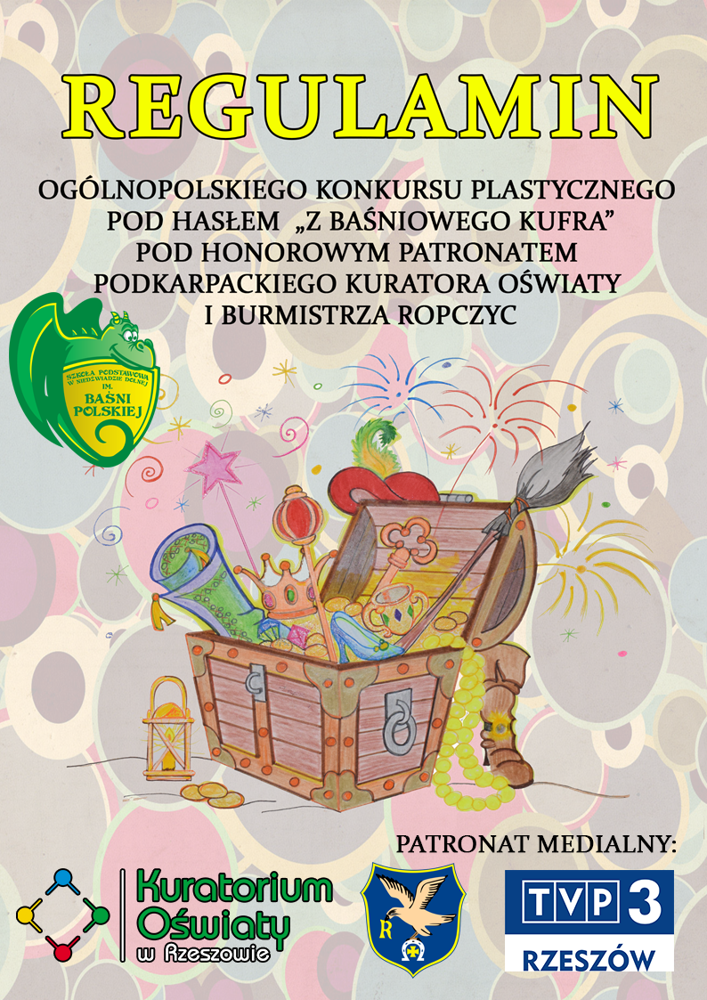 REGULAMIN
OGÓLNOPOLSKIEGO KONKURSU PLASTYCZNEGO
POD HASŁEM „Z BAŚNIOWEGO KUFRA”
POD HONOROWYM PATRONATEM
PODKARPACKIEGO KURATORA OŚWIATY
I BURMISTRZA ROPCZYC
SZKOŁA PODSTAWOWA
W NIEDŹWIADZIE DOLNEJ
IM.
BAŚNI
POLSKIEJ
PATRONAT MEDIALNY:
Kuratorium
Oświaty
w Rzeszowie
R
TVP 3
RZESZÓW